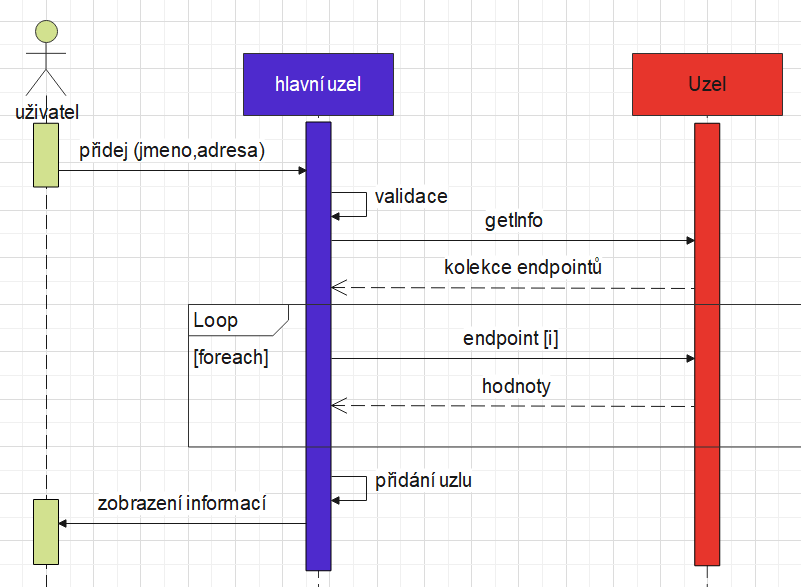 uživatel
hlavní uzel
Uzel
přidej (jmeno,adresa)
validace
getInfo
kolekce endpointů
Loop
[foreach]
endpoint [i]
hodnoty
přidání uzlu
zobrazení informací